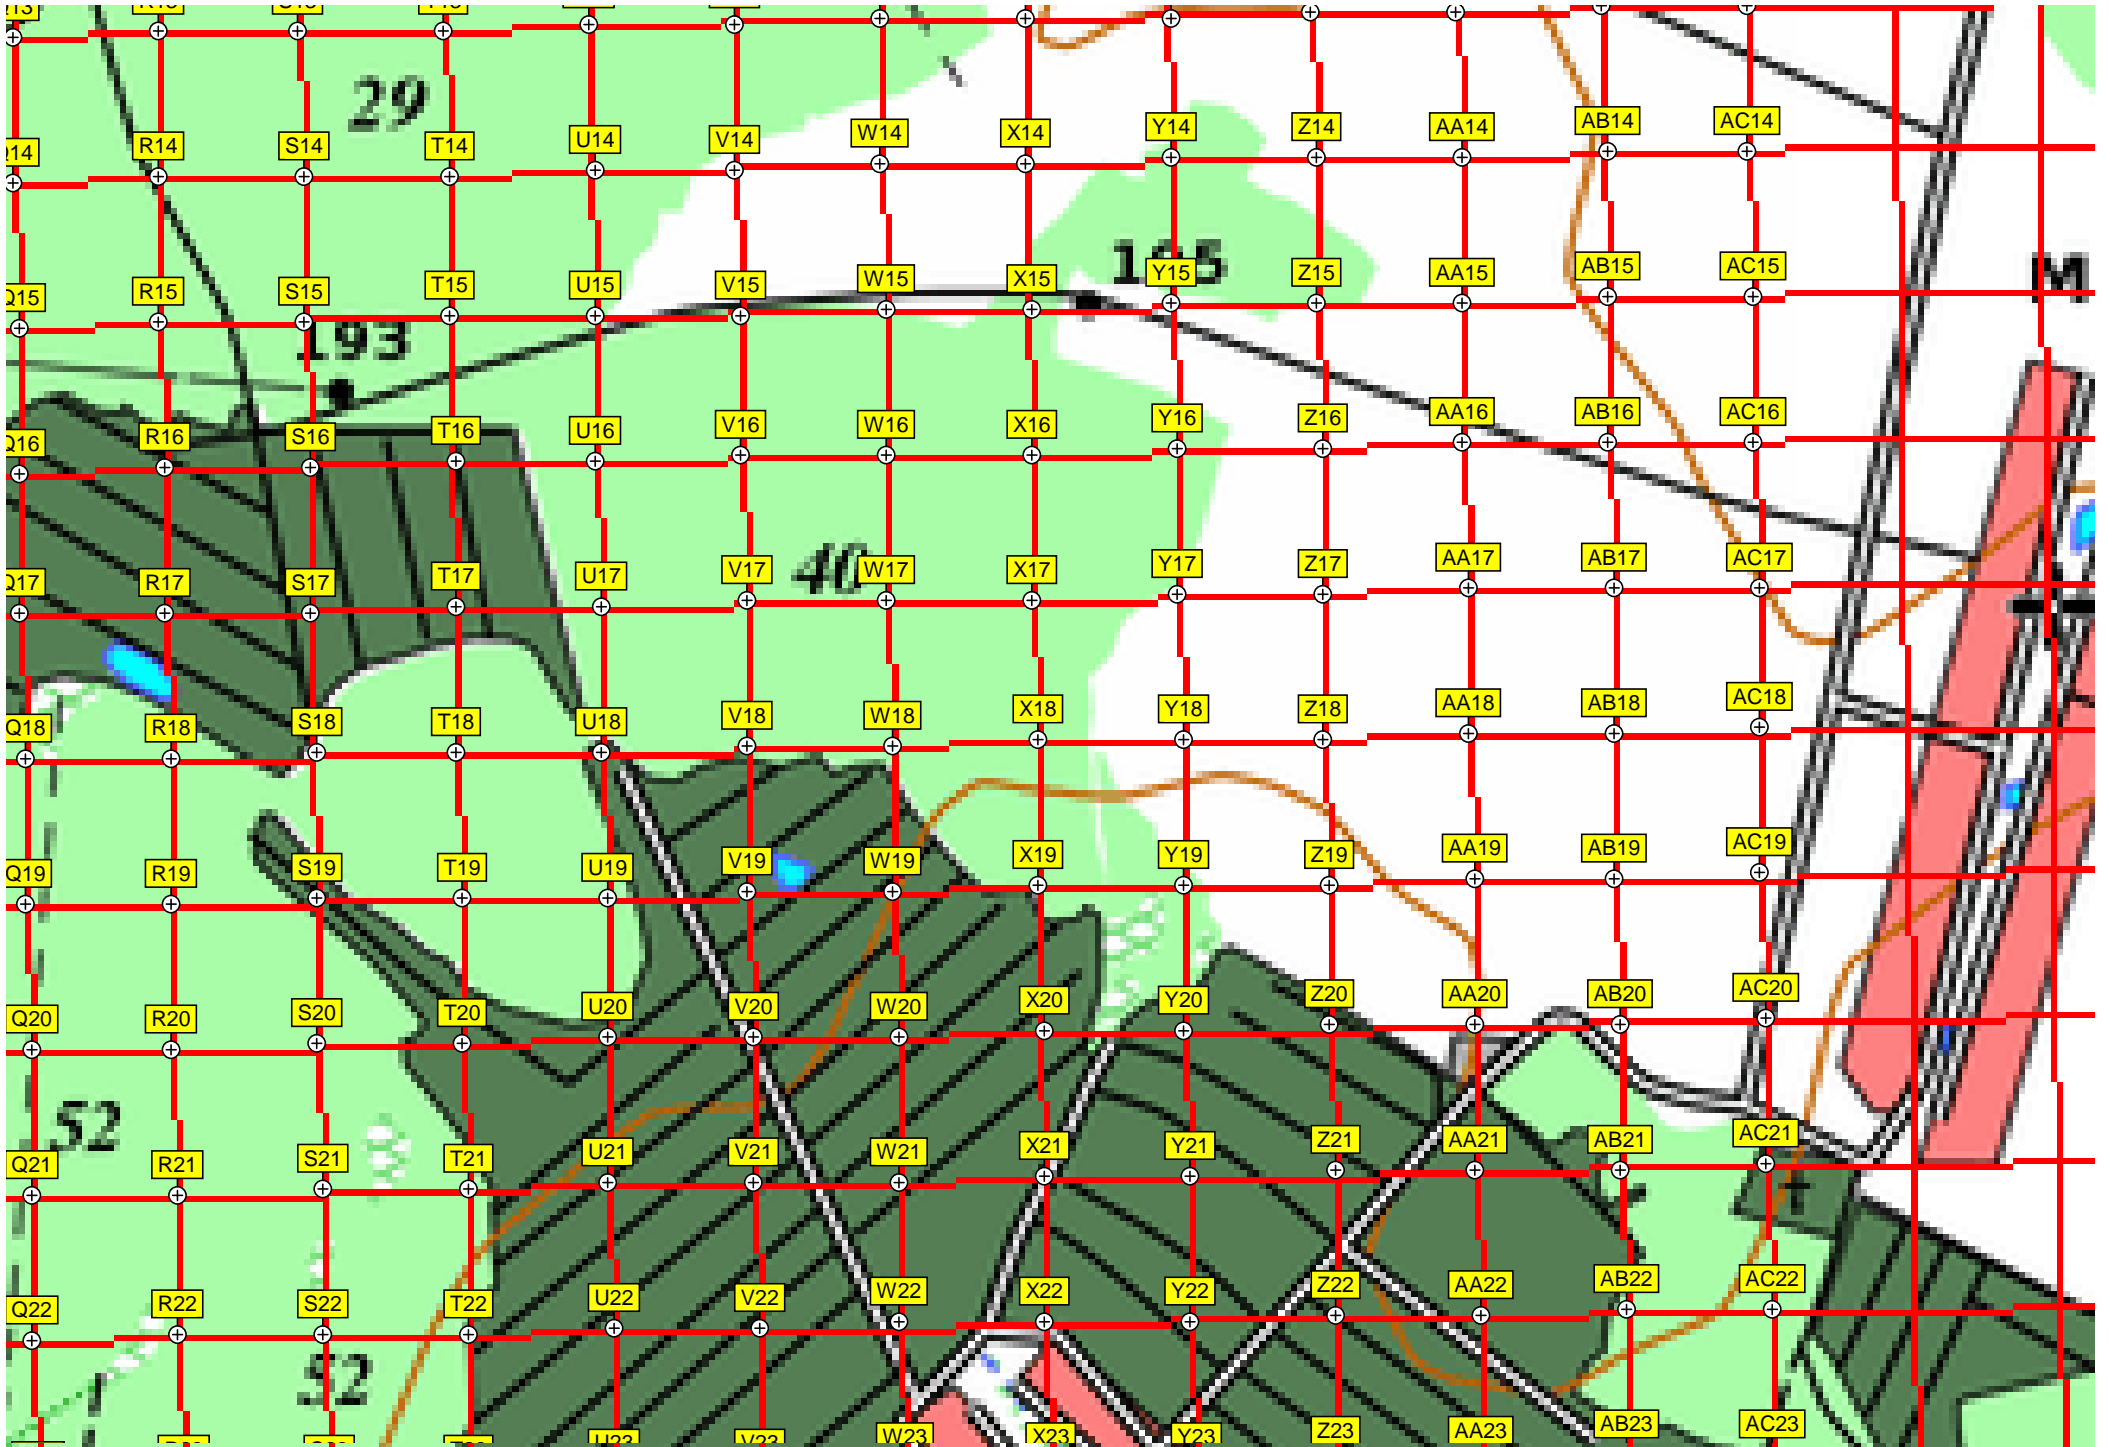 29
R14 S14 T14 U14 V14 W14 X14 Y14 Z14 AA14 AB14 AC14
M
Q15 R15 S15 T15 U15 V15 W15 X15 Y15 Z15 AA15 AB15 AC15
193
Q16 R16 S16 T16 U16 V16 W16 X16 Y16 Z16 AA16 AB16 AC16
40
Q17 R17 S17 T17 U17 V17 W17 X17 Y17 Z17 AA17 AB17 AC17
Q18 R18 S18 T18 U18 V18 W18 X18 Y18 Z18 AA18 AB18 AC18
Q19 R19 S19 T19 U19 V19 W19 X19 Y19 Z19 AA19 AB19 AC19
Q20 R20 S20 T20 U20 V20 W20 X20 Y20 Z20 AA20 AB20 AC20
52
Q21 R21 S21 T21 U21 V21 W21 X21 Y21 Z21 AA21 AB21 AC21
Q22 R22 S22 T22 U22 V22 W22 X22 Y22 Z22 AA22 AB22 AC22
52
U23 V23 W23 X23 Y23 Z23 AA23 AB23 AC23